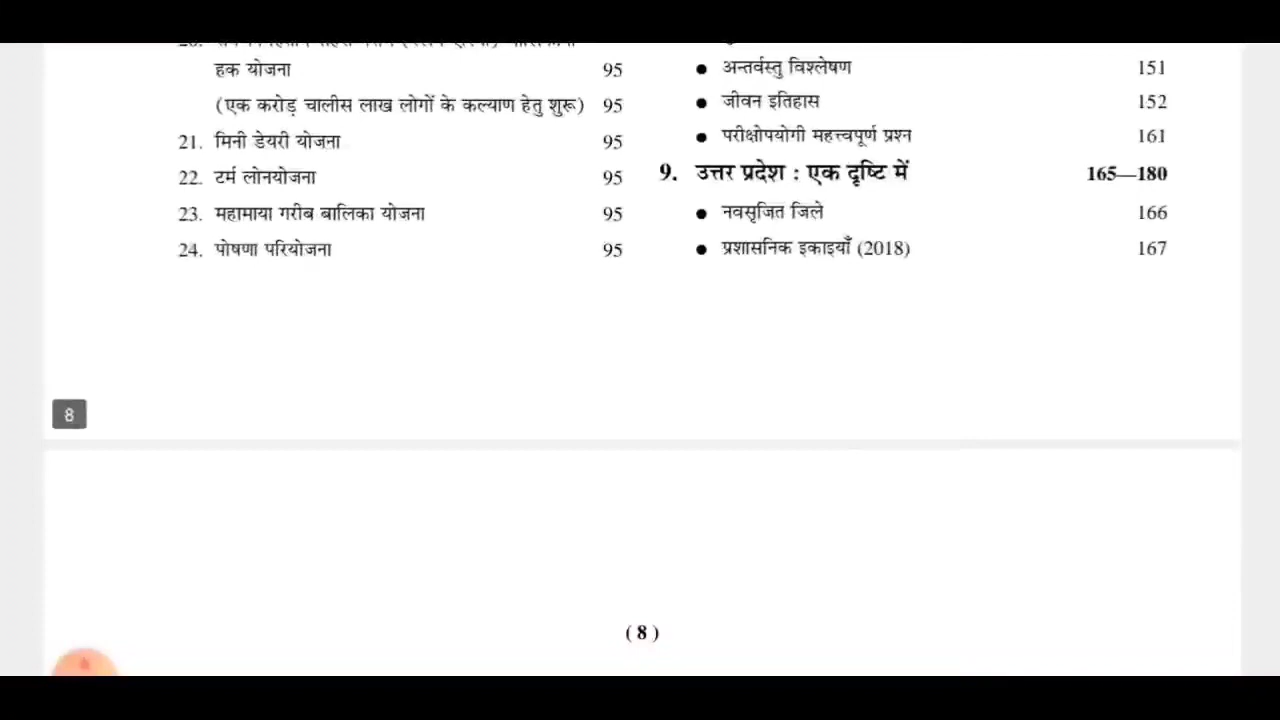 हक योजना 95
(एक करोड़ चालीस लाख लोगों के कल्याण हेतु शुरू) 95
21. मिनी डेयरी योजना 95
22. टर्म लोनयोजना 95
23. महामाया गरीब बालिका योजना 95
24. पोषणा परियोजना 95
● अन्तर्वस्तु विश्लेषण 151
● जीवन इतिहास 152
● परीक्षोपयोगी महत्त्वपूर्ण प्रश्न 161
9. उत्तर प्रदेश : एक दृष्टि में 165—180
● नवसृजित जिले 166
● प्रशासनिक इकाइयाँ (2018) 167
8
( 8 )